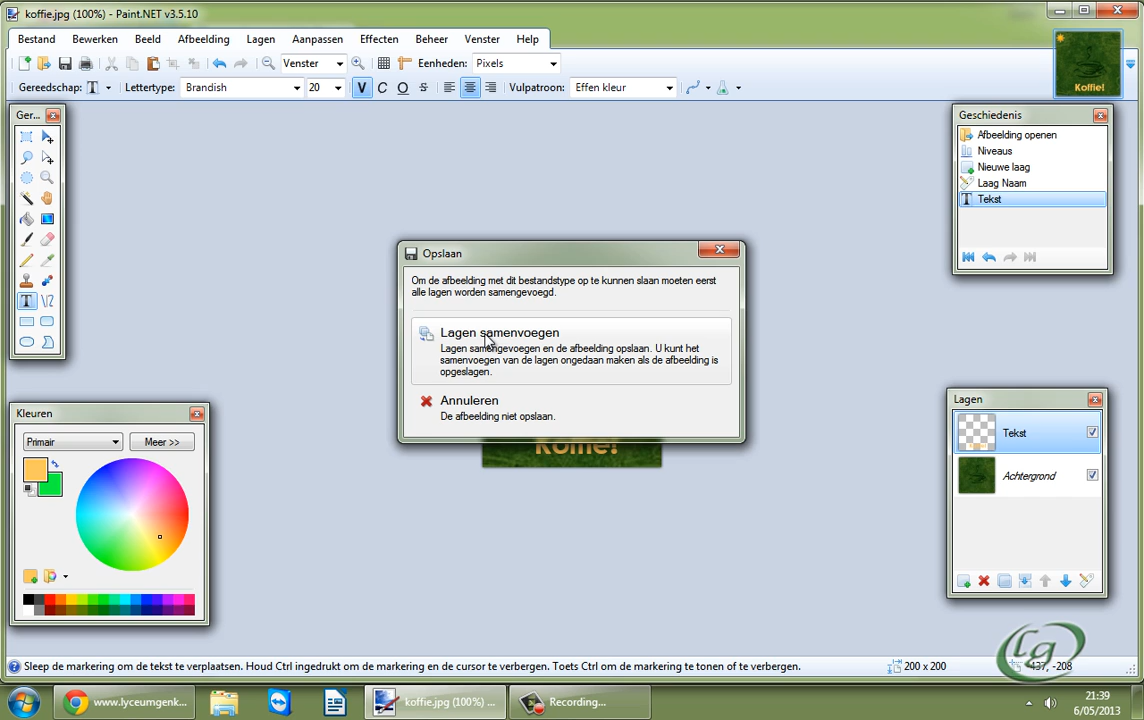 koffie.jpg (100%) - Paint.NET v3.5.10
Bestand Bewerken Beeld Afbeelding Lagen Aanpassen Effecten Beheer Venster Help
Venster Eenheden: Pixels
Gereedschap: T Lettertype: Brandish 20 V C O S Vulpatroon: Effen kleur
Koffie!
Ger...
Geschiedenis
Afbeelding openen
Niveaus
Nieuwe laag
Laag Naam
Tekst
Opslaan
Om de afbeelding met dit bestandstype op te kunnen slaan moeten eerst
alle lagen worden samengevoegd.
Lagen samenvoegen
Lagen samengevoegen en de afbeelding opslaan. U kunt het
samenvoegen van de lagen ongedaan maken als de afbeelding is
opgeslagen.
Annuleren
De afbeelding niet opslaan.
Koffie!
Kleuren
Primair Meer >>
Lagen
Tekst
Achtergrond
Sleep de markering om de tekst te verplaatsen. Houd Ctrl ingedrukt om de markering en de cursor te verbergen. Toets Ctrl om de markering te tonen of te verbergen.
200 x 200
-437, -208
Lg
www.lyceumgenk...
koffie.jpg (100%) ...
Recording...
21:39
6/05/2013